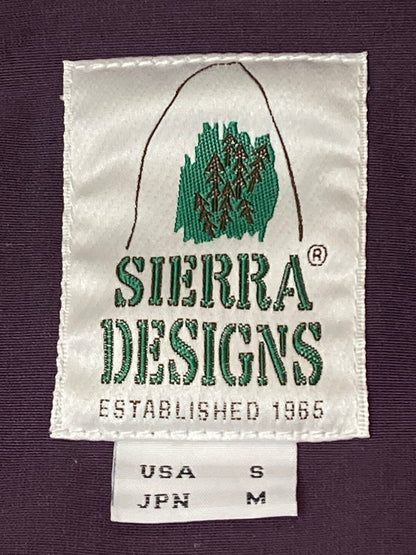 SIERRA ®
DESIGNS
ESTABLISHED 1965
USA S
JPN M